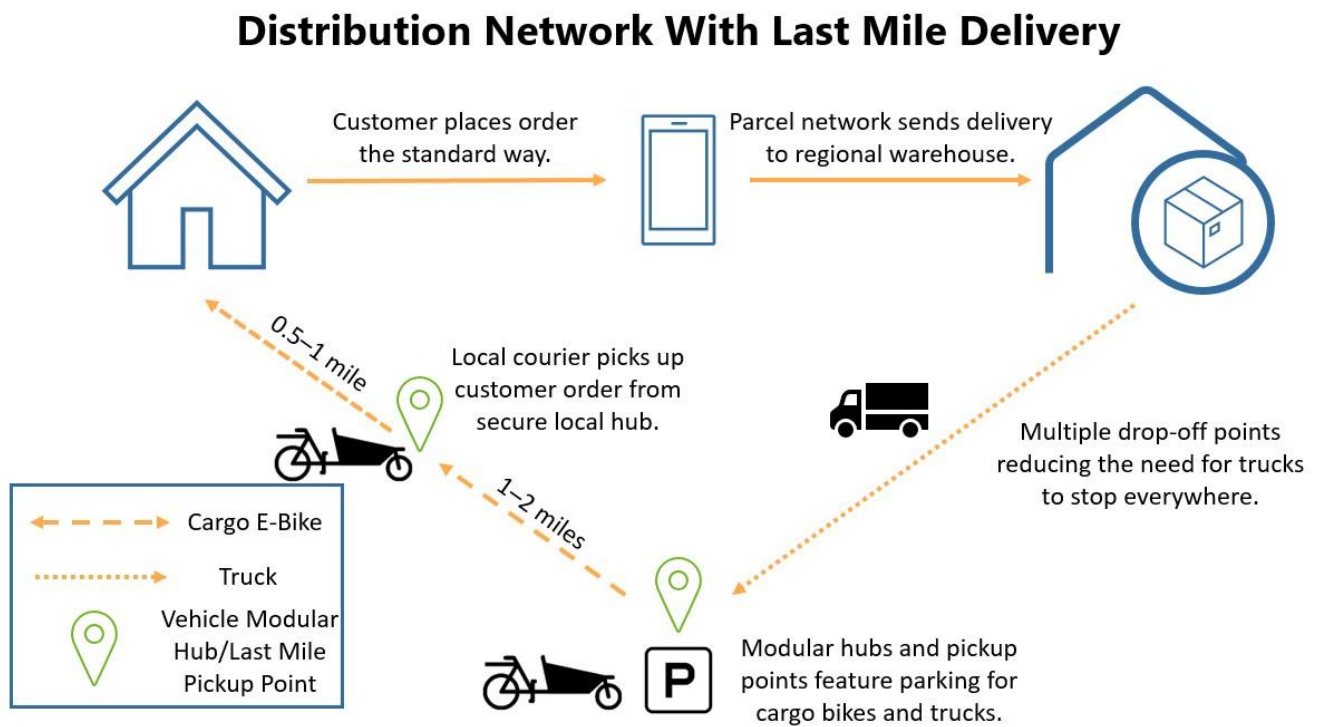 Distribution Network With Last Mile Delivery
Customer places order
the standard way.
Parcel network sends delivery
to regional warehouse.
0.5–1 mile
Local courier picks up
customer order from
secure local hub.
Multiple drop-off points
reducing the need for trucks
to stop everywhere.
1–2 miles
Cargo E-Bike
Truck
Vehicle Modular
Hub/Last Mile
Pickup Point
P
Modular hubs and pickup
points feature parking for
cargo bikes and trucks.